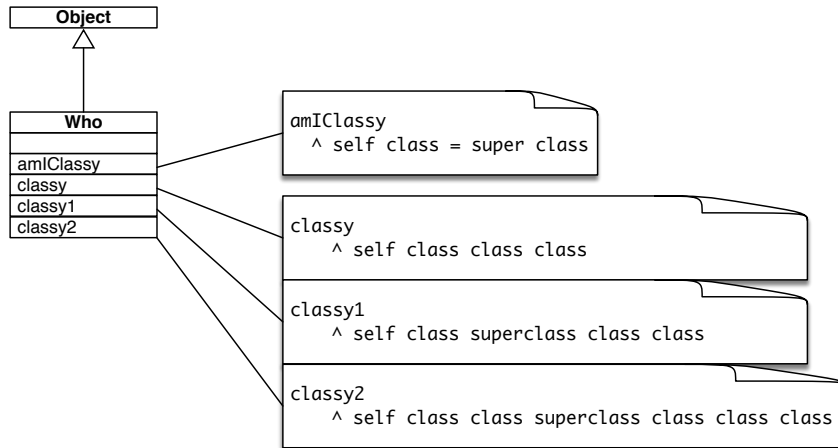 Object
Who
amIClassy
classy
classy1
classy2
amIClassy
^ self class = super class
classy
^ self class class class
classy1
^ self class superclass class class
classy2
^ self class class superclass class class class